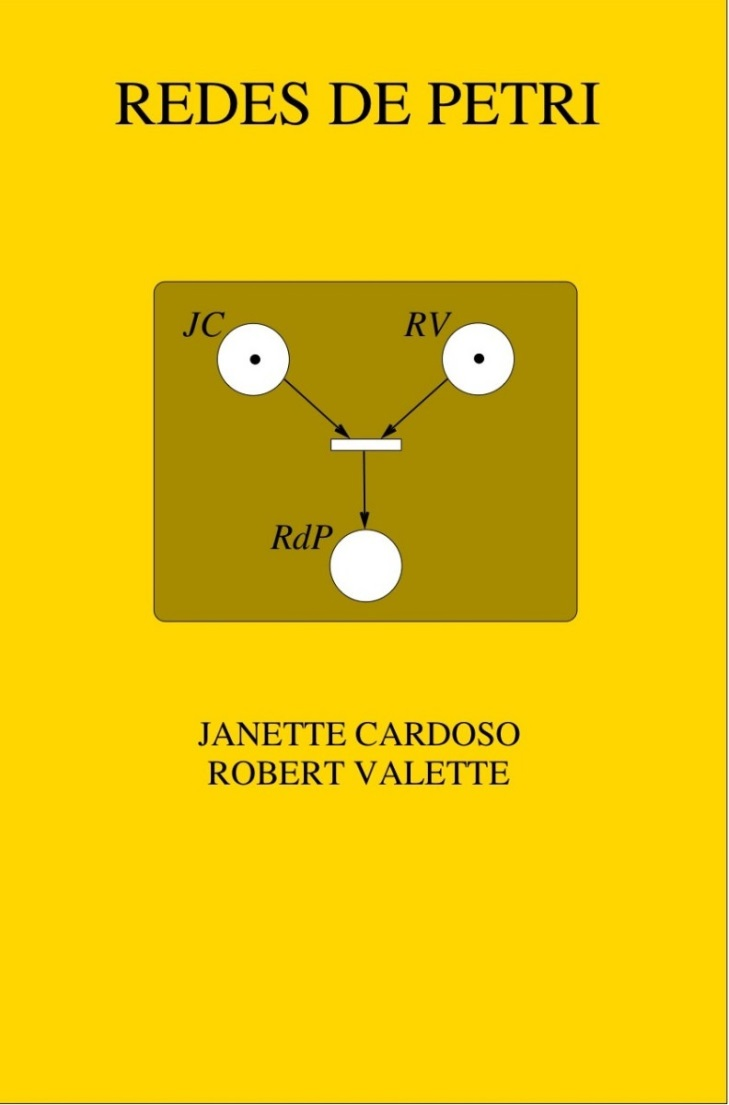 REDES DE PETRI
JC
RV
RdP
JANETTE CARDOSO
ROBERT VALETTE